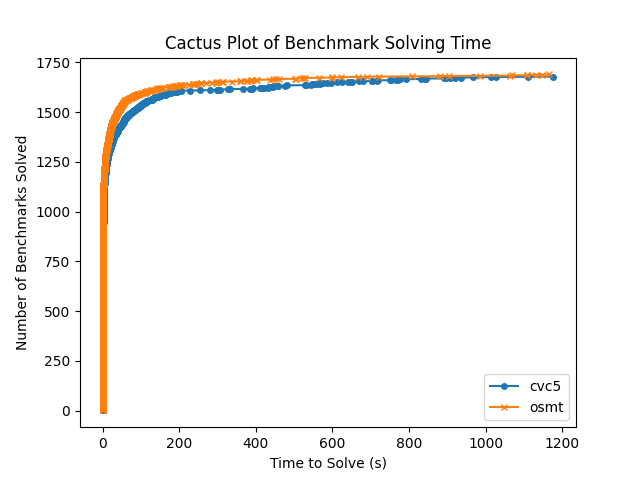 Cactus Plot of Benchmark Solving Time
Number of Benchmarks Solved
1750
1500
1250
1000
750
500
250
0
0 200 400 600 800 1000 1200
Time to Solve (s)
cvc5
osmt